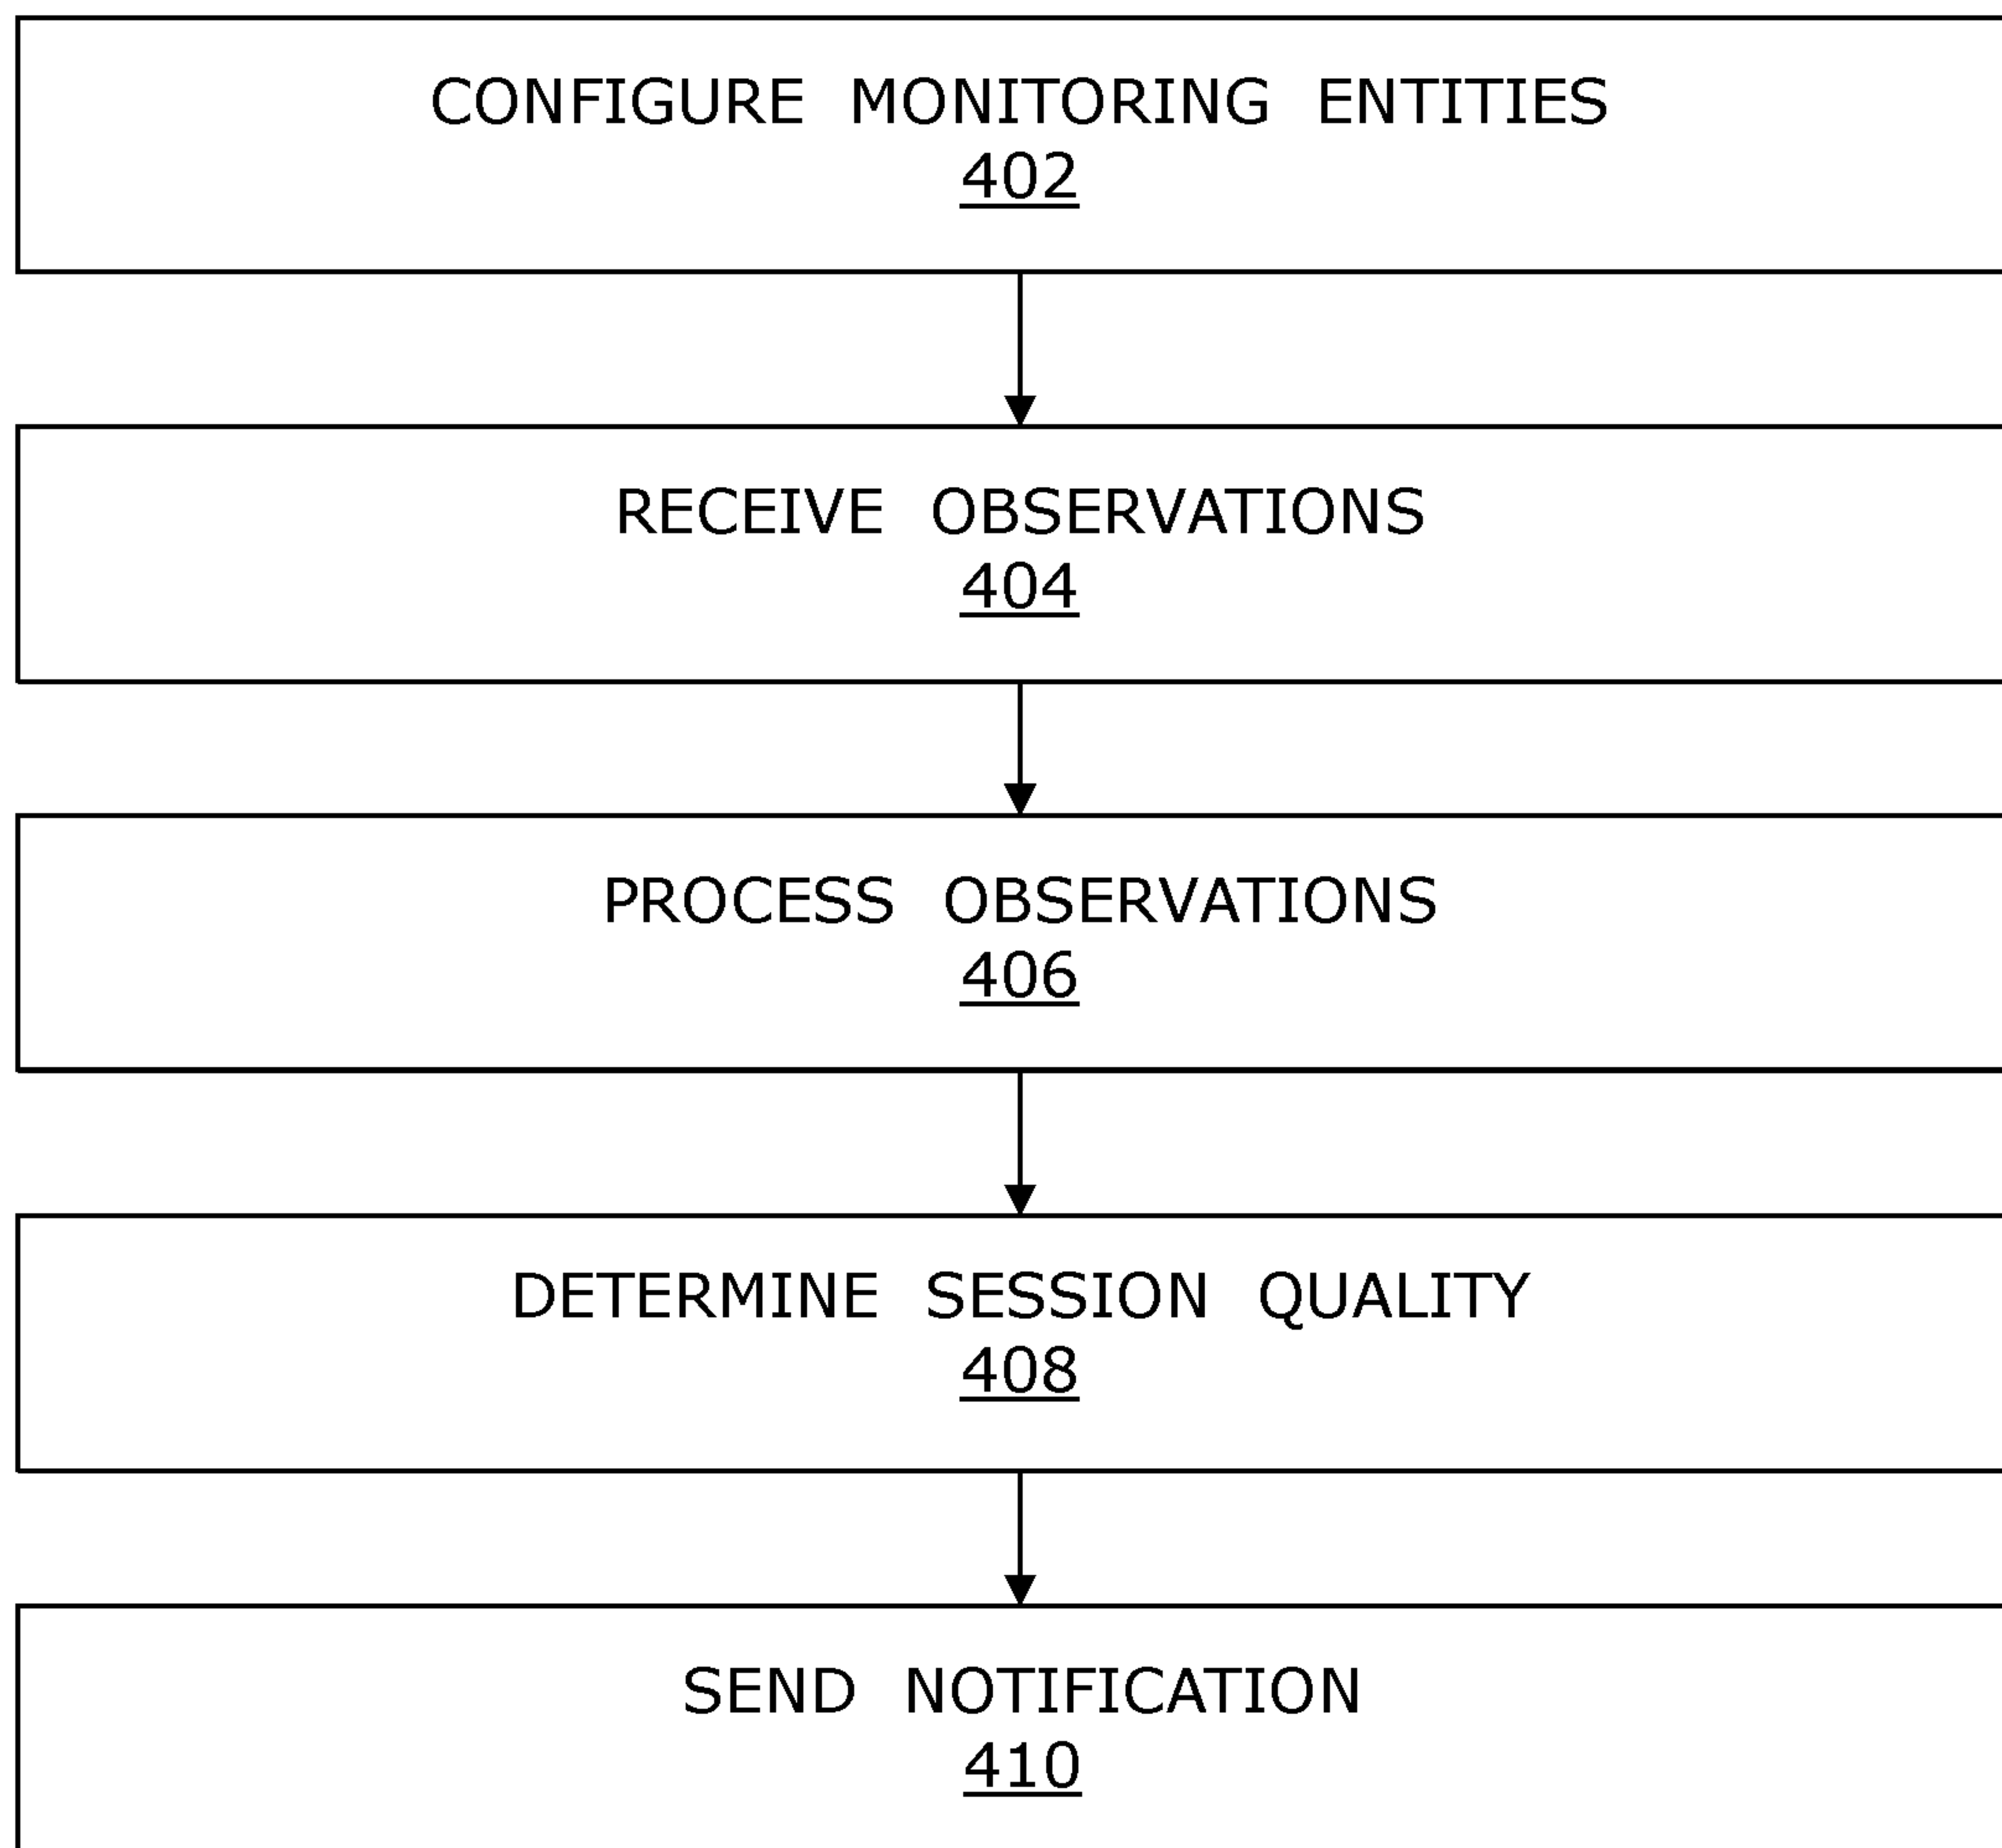 CONFIGURE MONITORING ENTITIES
402
RECEIVE OBSERVATIONS
404
PROCESS OBSERVATIONS
406
DETERMINE SESSION QUALITY
408
SEND NOTIFICATION
410